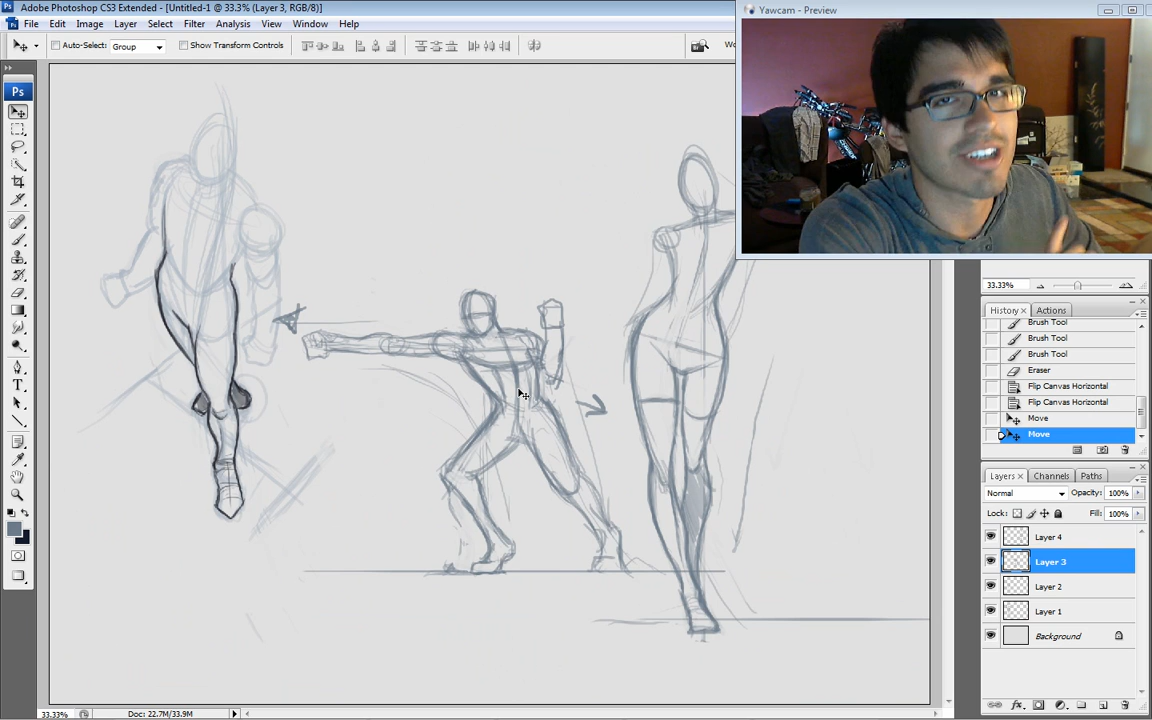 Adobe Photoshop CS3 Extended - [Untitled-1 @ 33.3% (Layer 3, RGB/8)]
Yawcam - Preview
File Edit Image Layer Select Filter Analysis View Window Help
Auto-Select: Group Show Transform Controls
Wo
Ps
T
33.33%
History Actions
Brush Tool
Brush Tool
Brush Tool
Eraser
Flip Canvas Horizontal
Flip Canvas Horizontal
Move
Move
Layers Channels Paths
Normal Opacity: 100%
Lock: Fill: 100%
Layer 4
Layer 3
Layer 2
Layer 1
Background
fx
33.33% Doc: 22.7M/33.9M